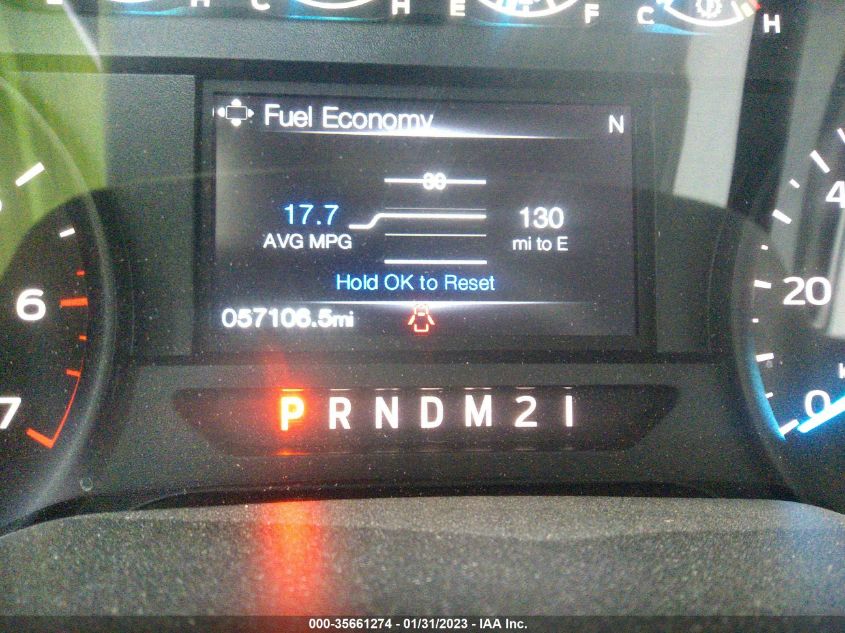 E H C H E F C H
Fuel Economy N
17.7 130
AVG MPG mi to E
Hold OK to Reset
057106.5mi
6
7
4
20
0
P R N D M 2 1
000-35661274 - 01/31/2023 - IAA Inc.